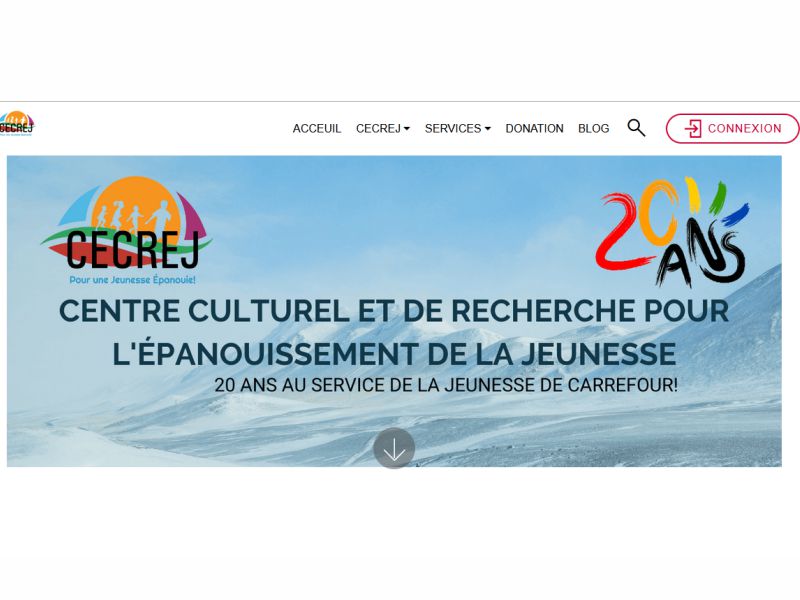 CECREJ
ACCEUIL CECREJ SERVICES DONATION BLOG CONNEXION
CECREJ
Pour une Jeunesse Épanouie!
20 ANS
CENTRE CULTUREL ET DE RECHERCHE POUR
L'ÉPANOUISSEMENT DE LA JEUNESSE
20 ANS AU SERVICE DE LA JEUNESSE DE CARREFOUR!